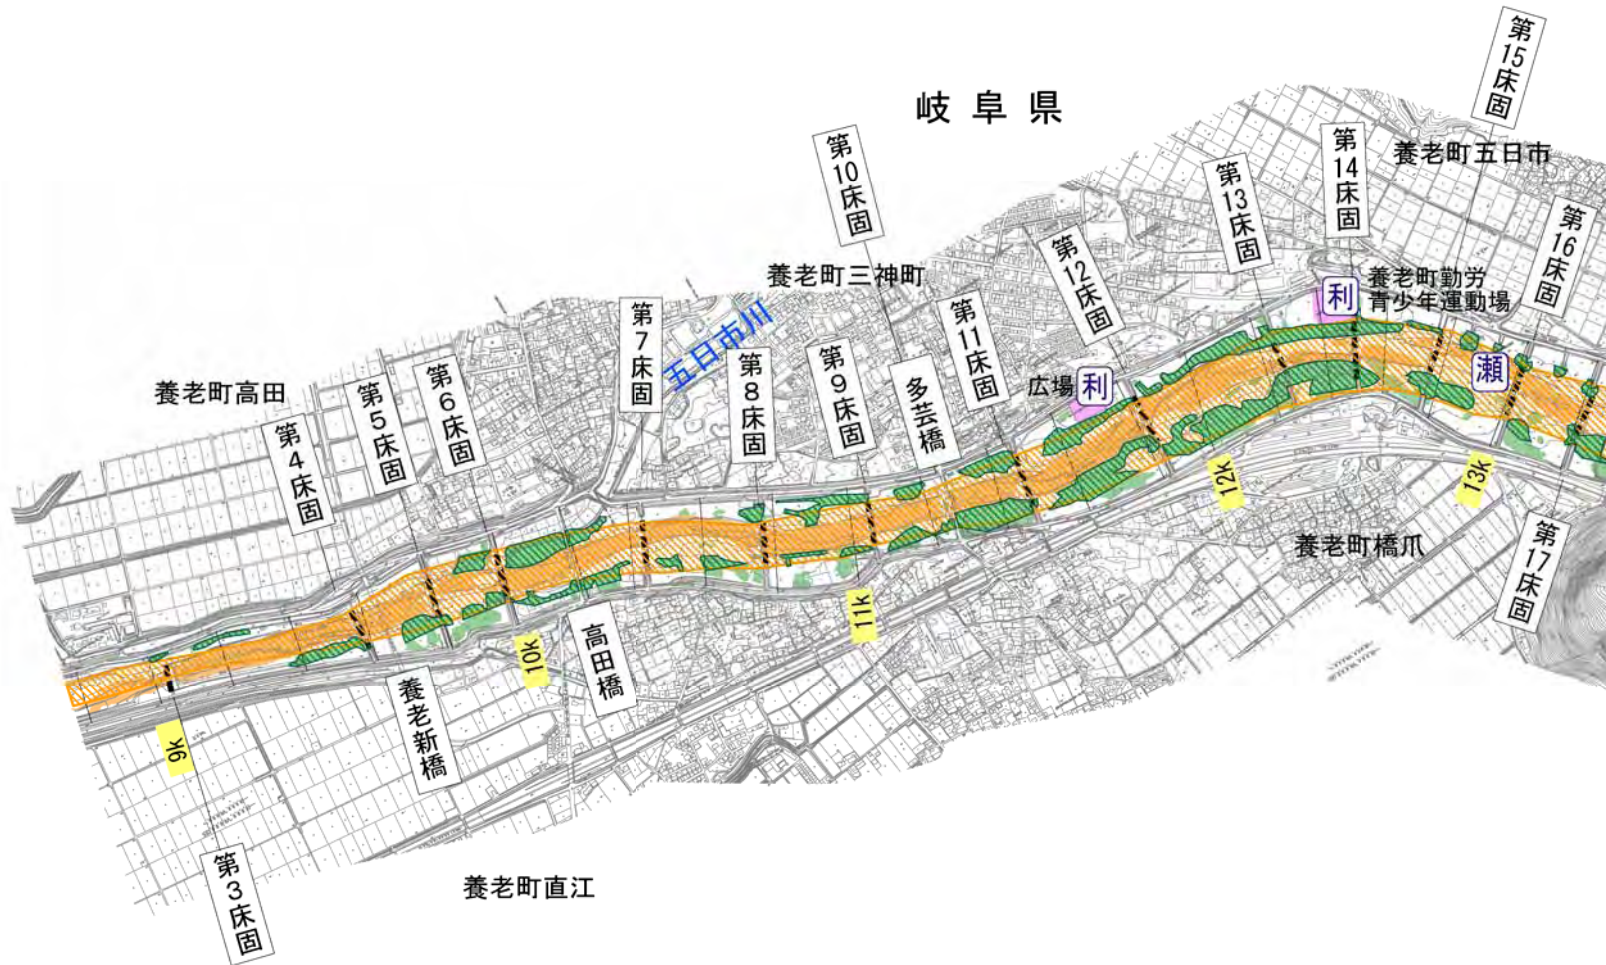 岐阜県
第15床固
養老町五日市
第10床固
第14床固
第13床固
第16床固
第12床固
養老町三神町
利
養老町勤労
青少年運動場
第7床固
五日市川
第11床固
第8床固
第9床固
多芸橋
広場
利
瀬
養老町高田
第6床固
第5床固
第4床固
12k
13k
養老町橋爪
第17床固
11k
10k
高田橋
養老新橋
9k
第3床固
養老町直江